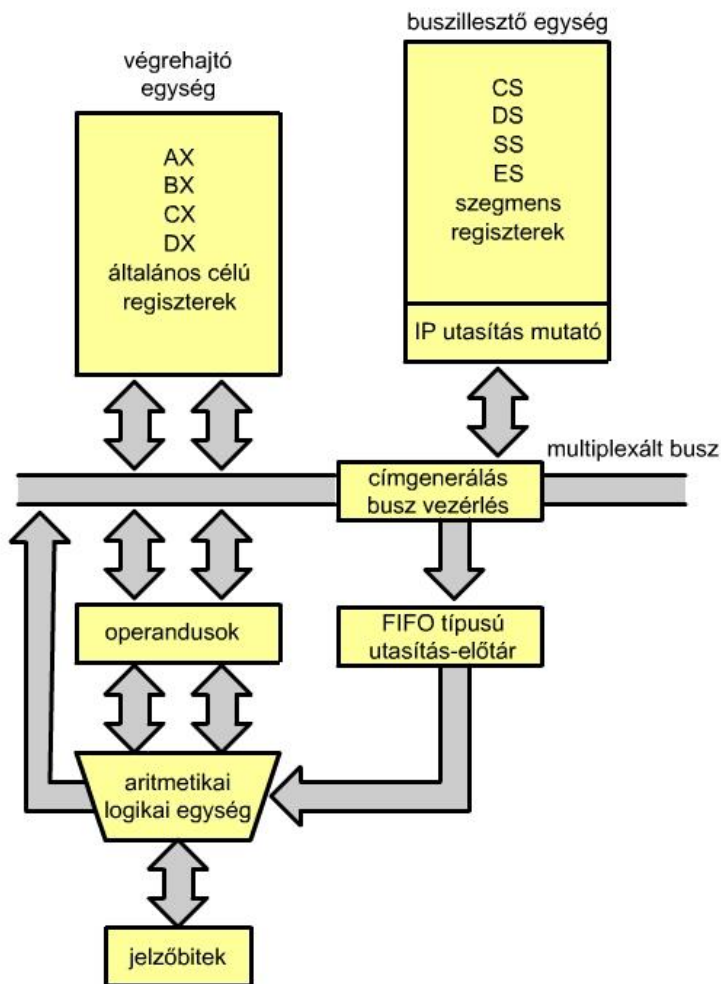 buszillesztő egység
végrehajtó
egység
CS
DS
SS
ES
szegmens
regiszterek
IP utasítás mutató
AX
BX
CX
DX
általános célú
regiszterek
multiplexált busz
címgenerálás
busz vezérlés
operandusok
FIFO típusú
utasítás-előtár
aritmetikai
logikai egység
jelzőbitek